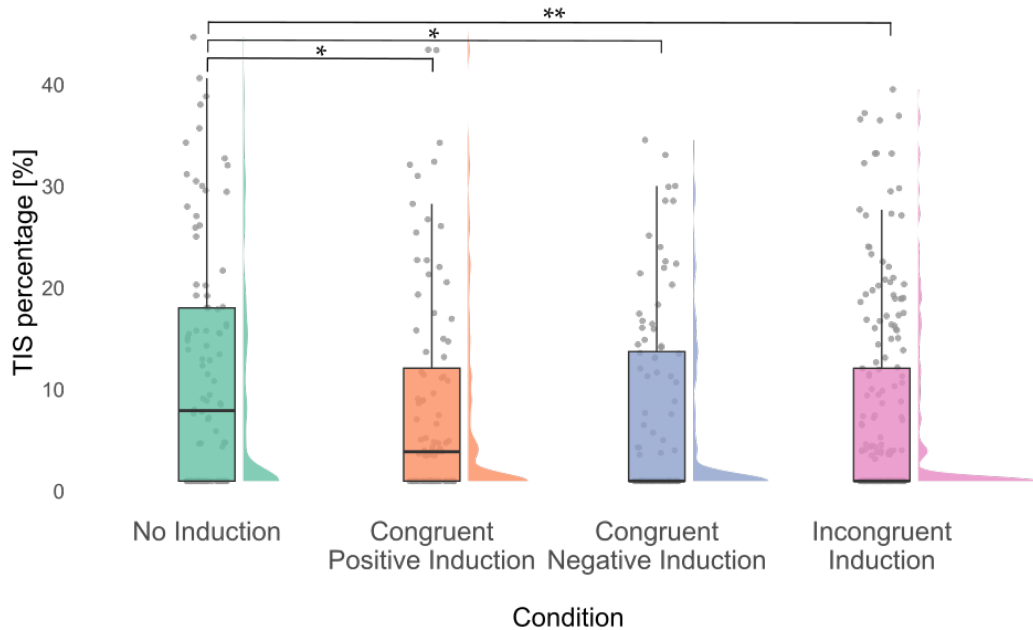 **
*
*
40
30
20
10
0
TIS percentage [%]
No Induction
Congruent
Positive Induction
Congruent
Negative Induction
Incongruent
Induction
Condition